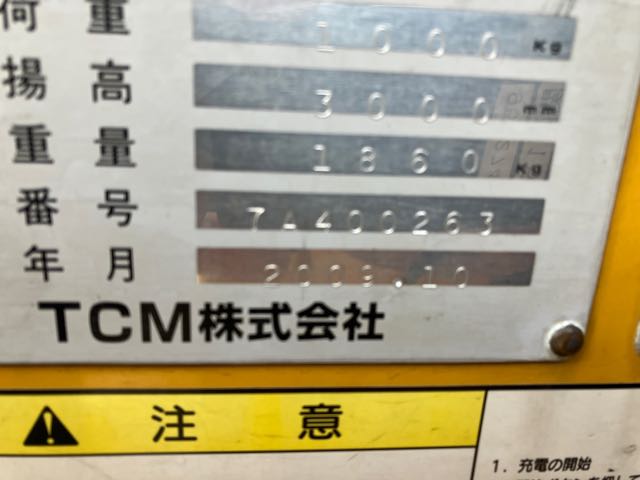 荷重 1000 kg
揚高 3000 mm
重量 1860 kg
番号 A7A400263
年月 2009.10
TCM株式会社
注意
1. 充電の開始